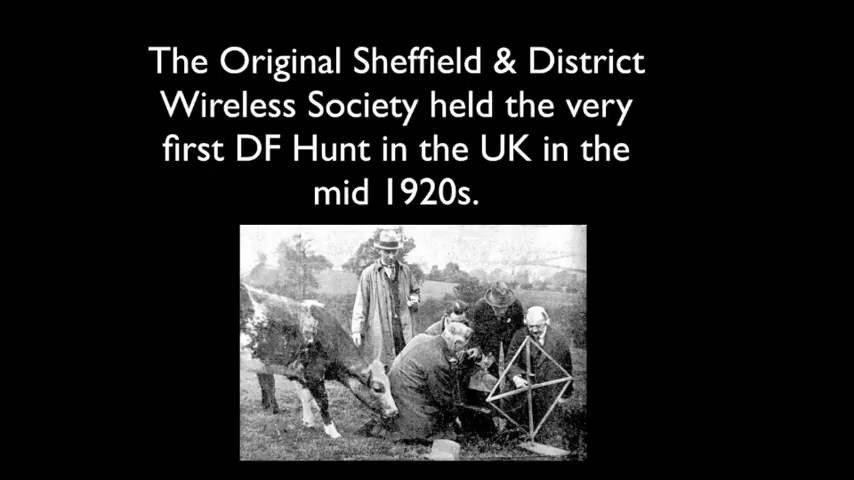 The Original Sheffield & District
Wireless Society held the very
first DF Hunt in the UK in the
mid 1920s.